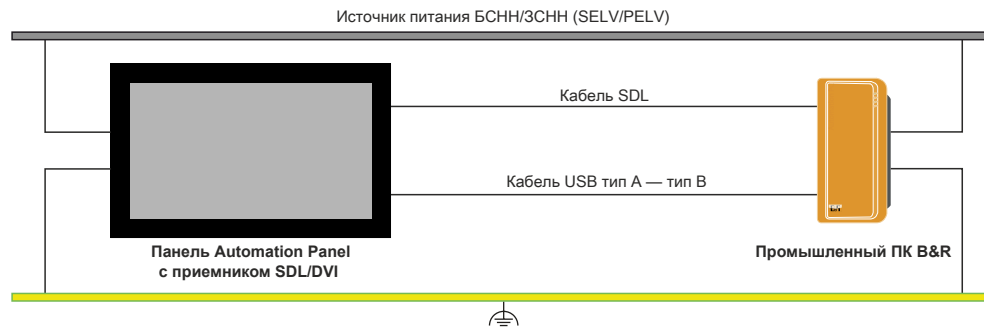 Источник питания БСНН/ЗСНН (SELV/PELV)
Кабель SDL
Кабель USB тип A — тип B
Панель Automation Panel
с приемником SDL/DVI
Промышленный ПК B&R